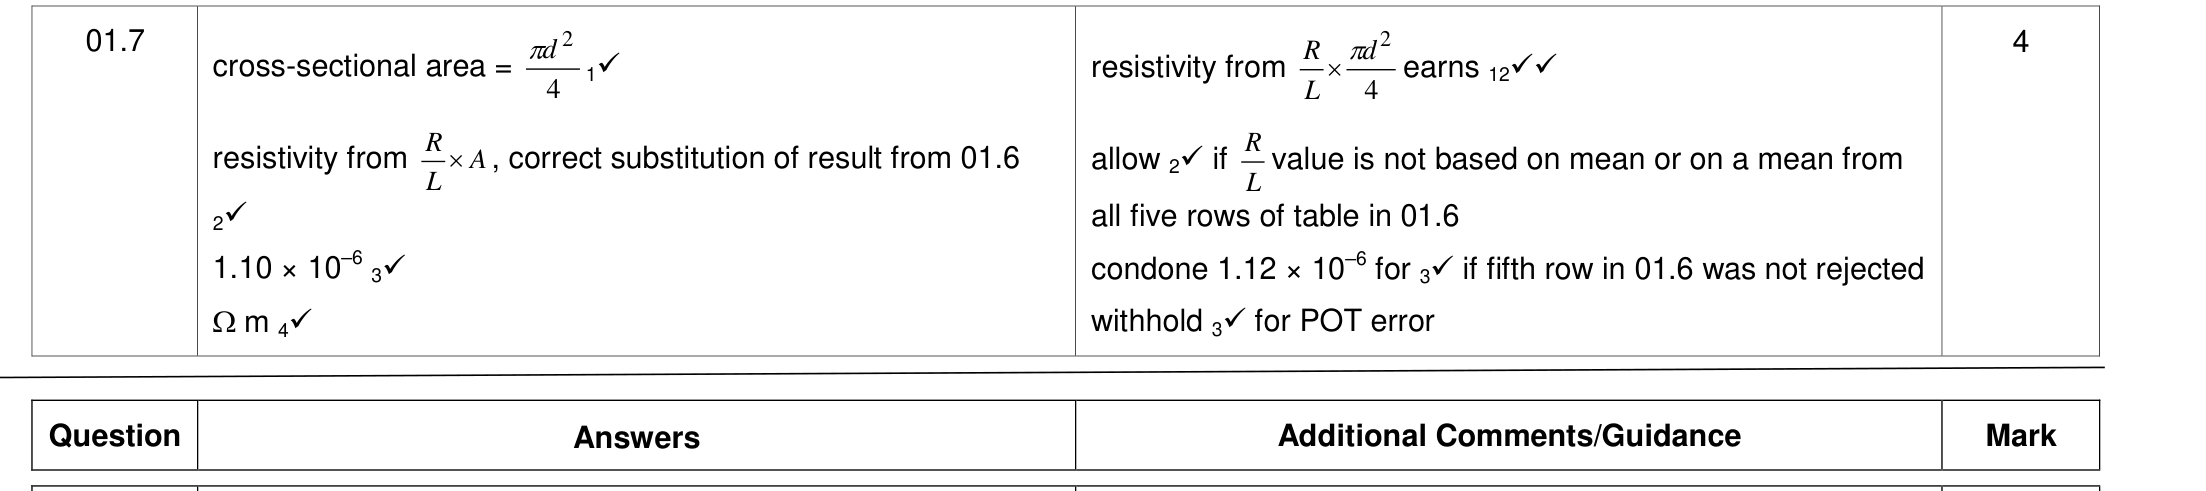 01.7
cross-sectional area = πd²/4 ₁✓
resistivity from R/L × A, correct substitution of result from 01.6
₂✓
1.10 × 10⁻⁶ ₃✓
Ω m ₄✓
resistivity from R/L × πd²/4 earns ₁₂✓✓
allow ₂✓ if R/L value is not based on mean or on a mean from
all five rows of table in 01.6
condone 1.12 × 10⁻⁶ for ₃✓ if fifth row in 01.6 was not rejected
withhold ₃✓ for POT error
4
Question Answers Additional Comments/Guidance Mark